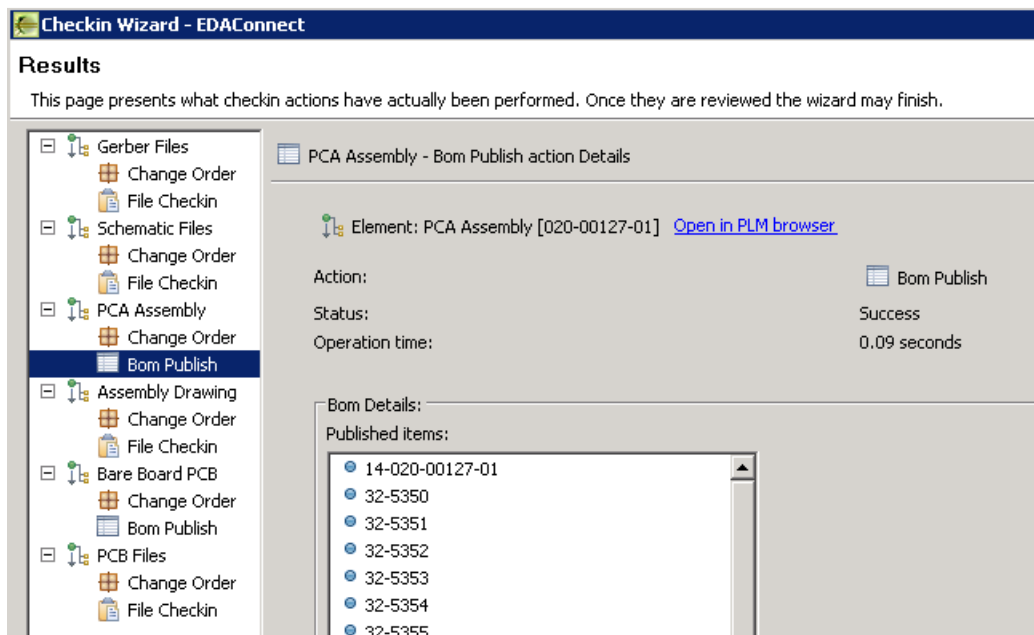 Checkin Wizard - EDAConnect
Results
This page presents what checkin actions have actually been performed. Once they are reviewed the wizard may finish.
Gerber Files
Change Order
File Checkin
Schematic Files
Change Order
File Checkin
PCA Assembly
Change Order
Bom Publish
Assembly Drawing
Change Order
File Checkin
Bare Board PCB
Change Order
Bom Publish
PCB Files
Change Order
File Checkin
PCA Assembly - Bom Publish action Details
Element: PCA Assembly [020-00127-01] Open in PLM browser
Action: Bom Publish
Status: Success
Operation time: 0.09 seconds
Bom Details:
Published items:
14-020-00127-01
32-5350
32-5351
32-5352
32-5353
32-5354
32-5355